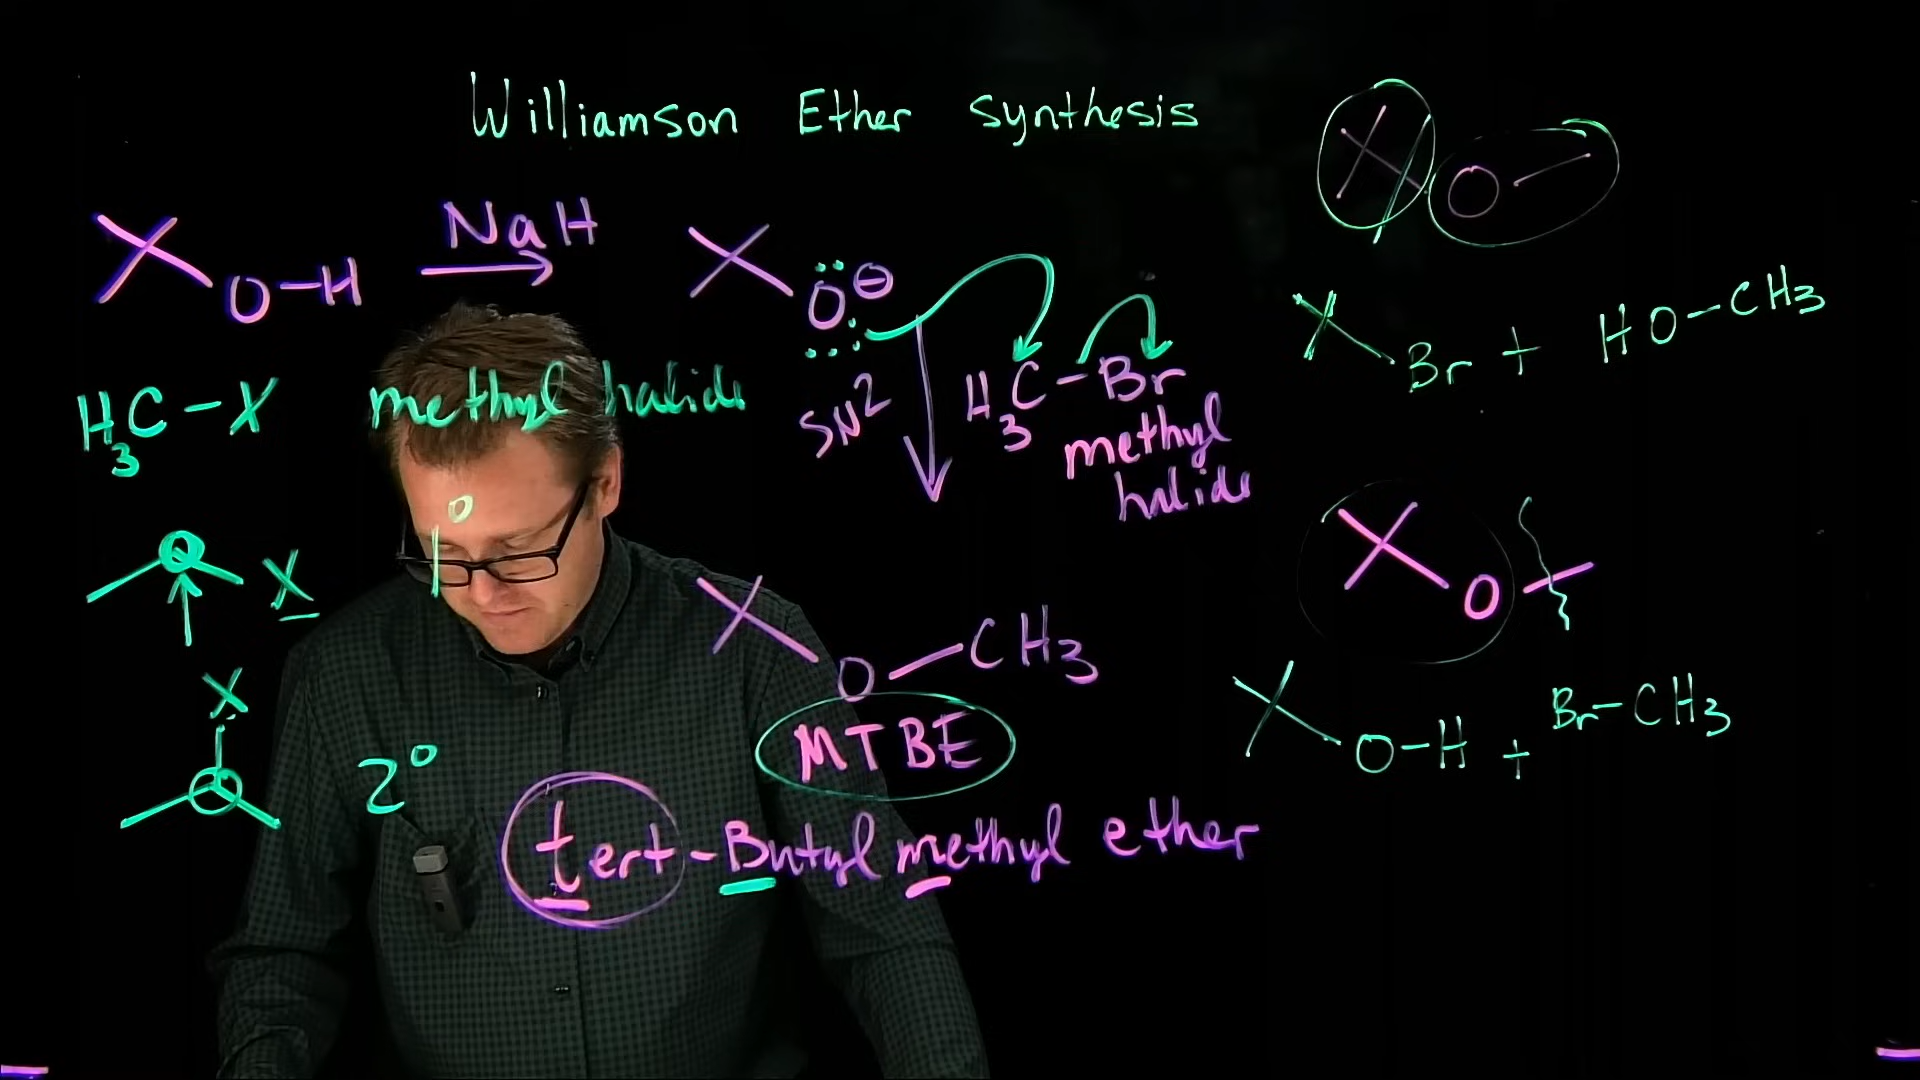 Williamson Ether synthesis
O-H
NaH
O⊖
H3C-Br
SN2
methyl
halide
H3C-X methyl halide
1°
X
X
2°
O-CH3
MTBE
tert-Butyl methyl ether
O
Br + HO-CH3
O
O-H + Br-CH3